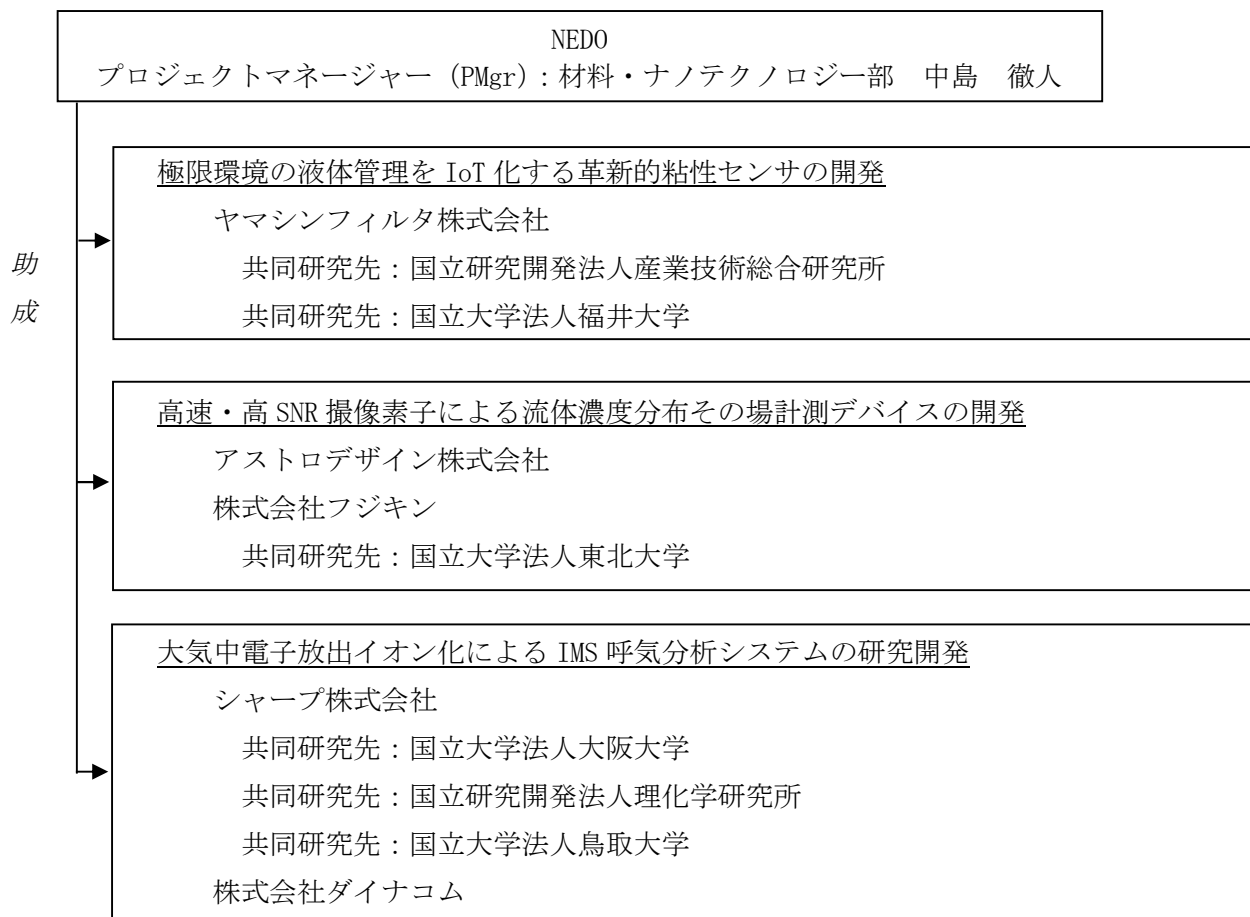 NEDO
プロジェクトマネージャー (PMgr)：材料・ナノテクノロジー部　中島　徹人
助
成
極限環境の液体管理を IoT 化する革新的粘性センサの開発
ヤマシンフィルタ株式会社
共同研究先：国立研究開発法人産業技術総合研究所
共同研究先：国立大学法人福井大学
高速・高 SNR 撮像素子による流体濃度分布その場計測デバイスの開発
アストロデザイン株式会社
株式会社フジキン
共同研究先：国立大学法人東北大学
大気中電子放出イオン化による IMS 呼気分析システムの研究開発
シャープ株式会社
共同研究先：国立大学法人大阪大学
共同研究先：国立研究開発法人理化学研究所
共同研究先：国立大学法人鳥取大学
株式会社ダイナコム